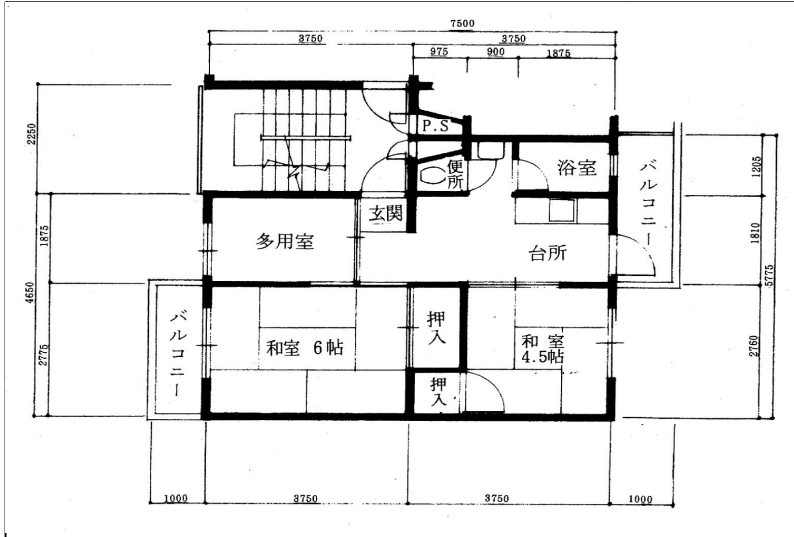 7500
3750
3750
975
900
1875
2250
P.S
便所
浴室
バルコニー
1205
玄関
1875
多用室
台所
1810
4650
5775
バルコニー
和室 6帖
押入
和室
4.5帖
2775
2760
押入
1000
3750
3750
1000